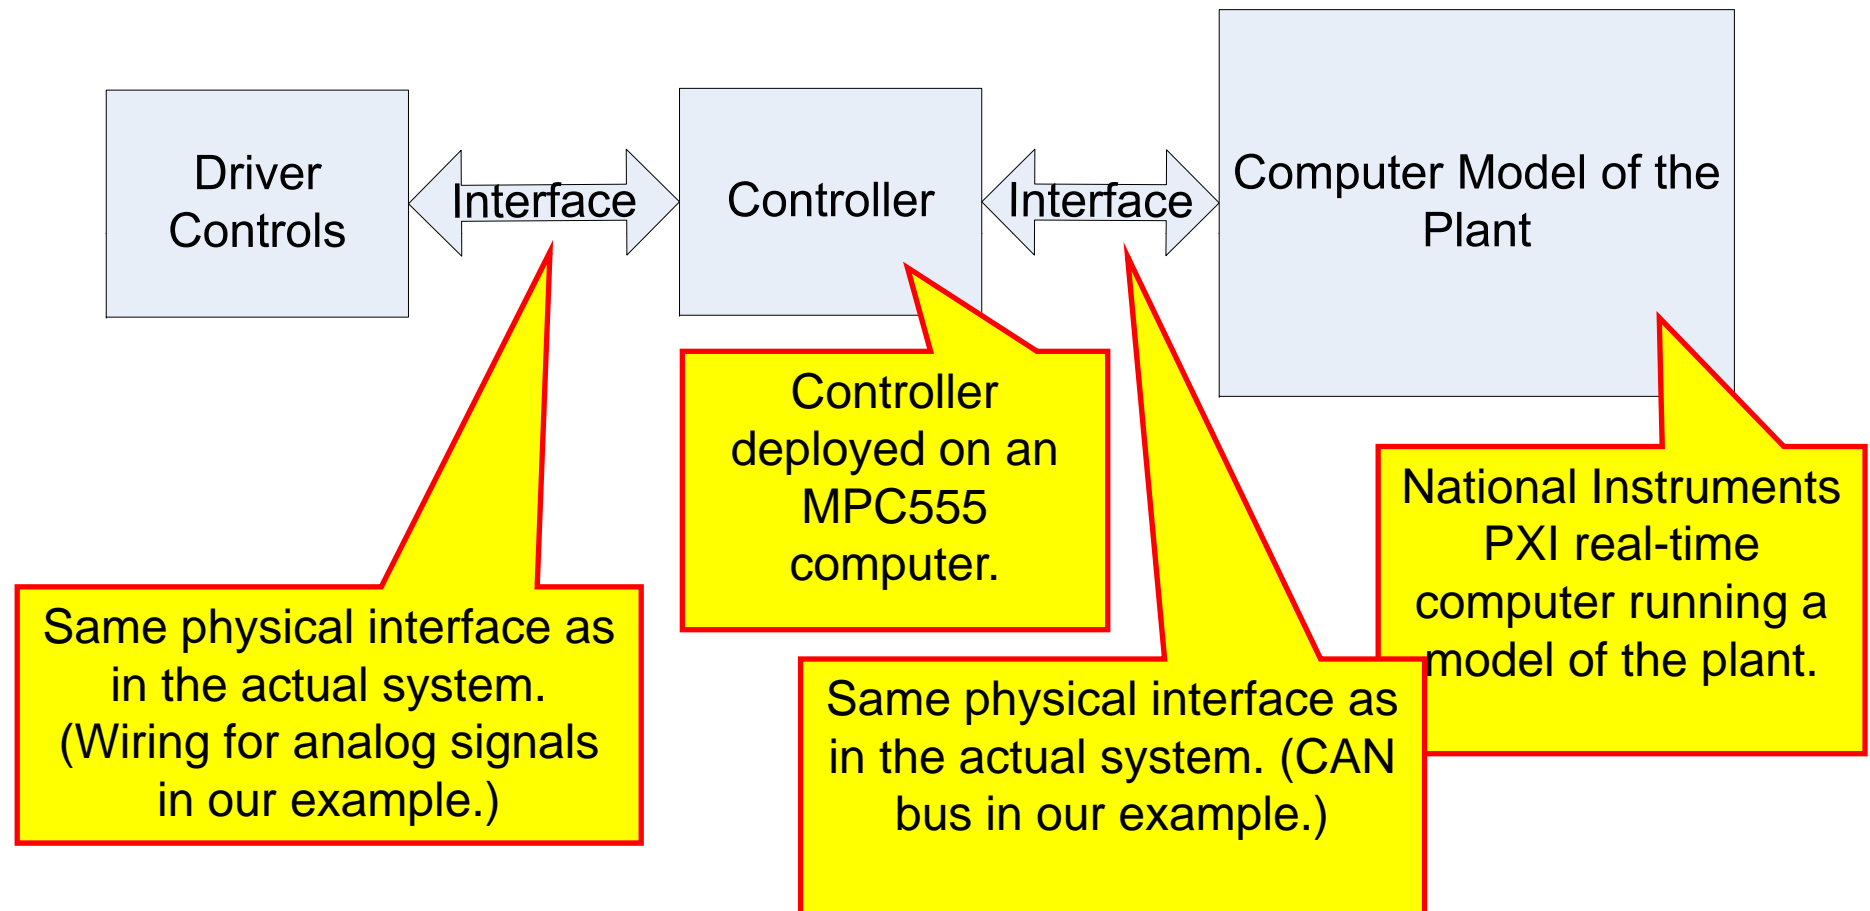 Driver
Controls
Interface
Controller
Interface
Computer Model of the
Plant
Controller
deployed on an
MPC555
computer.
National Instruments
PXI real-time
computer running a
model of the plant.
Same physical interface as
in the actual system.
(Wiring for analog signals
in our example.)
Same physical interface as
in the actual system. (CAN
bus in our example.)